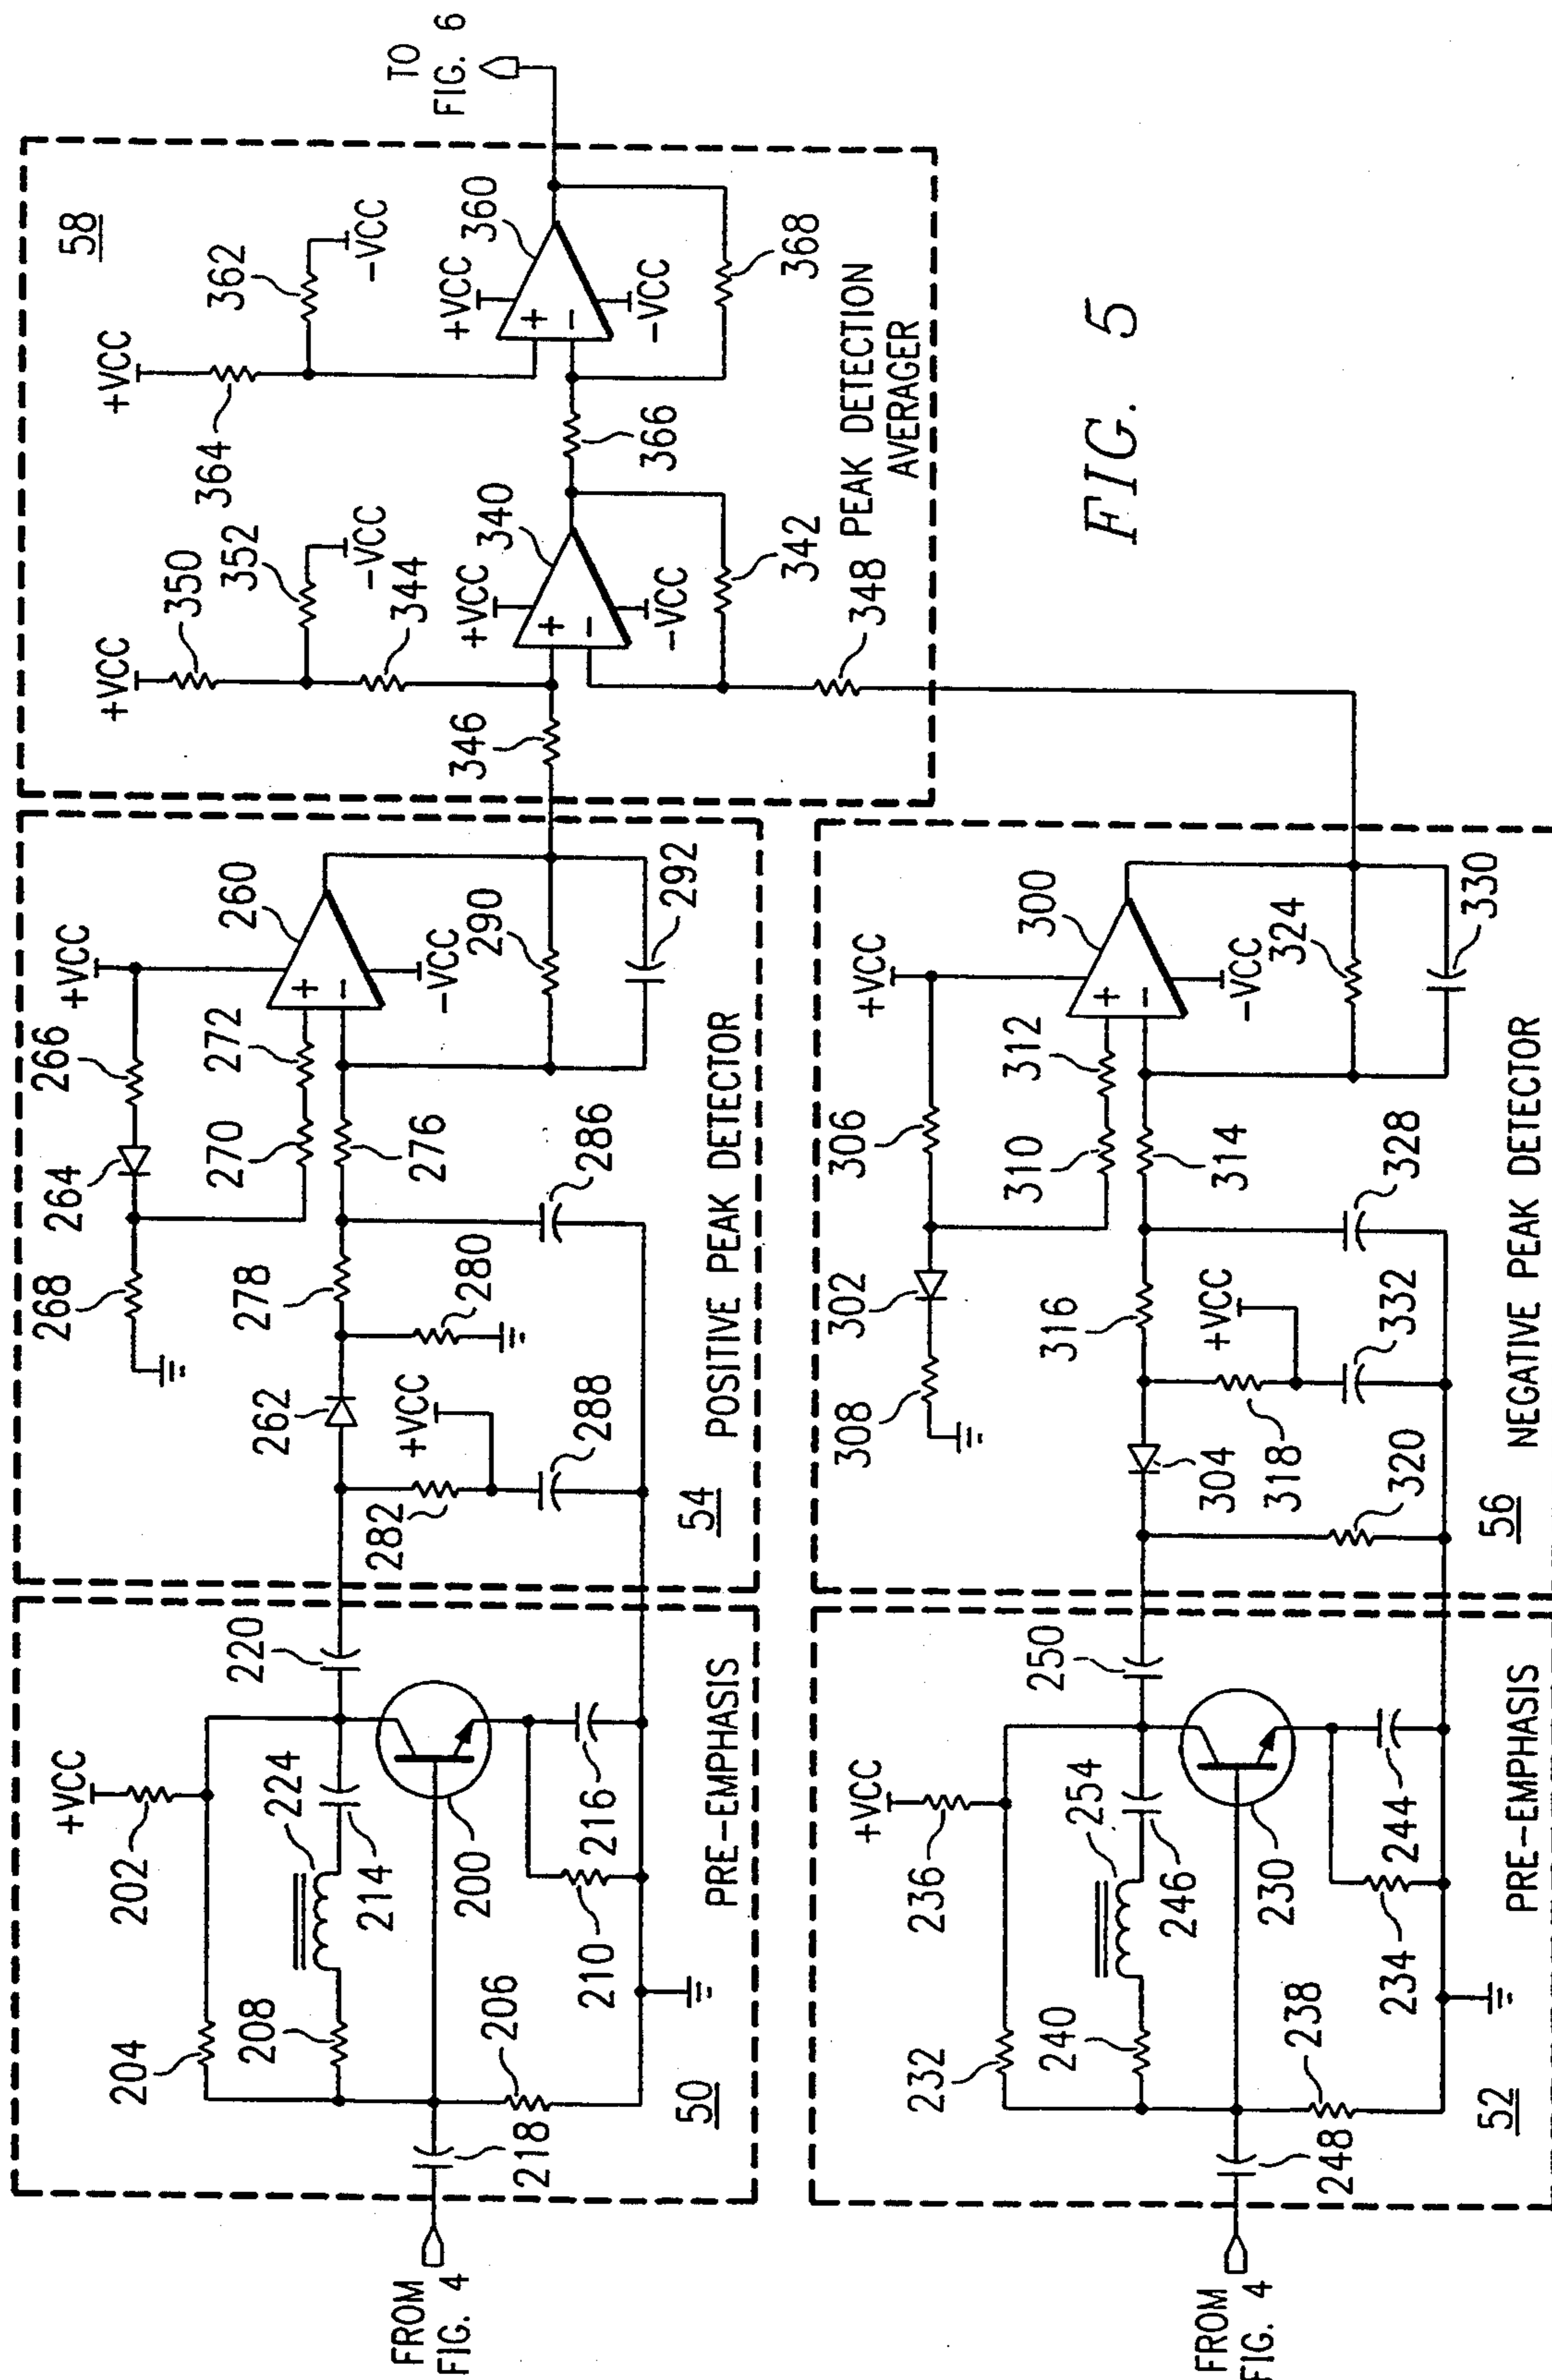 FROM
FIG. 4
218
204
208
206
50
+VCC
202
224
214
200
210
216
220
PRE-EMPHASIS
268
264
266
+VCC
262
278
270
272
260
282
+VCC
280
276
-VCC
290
288
286
292
54
POSITIVE PEAK DETECTOR
+VCC
350
352
-VCC
344
346
+VCC
340
-VCC
342
348
+VCC
364
362
-VCC
366
+VCC
360
-VCC
368
58
PEAK DETECTION
AVERAGER
TO
FIG. 6
FROM
FIG. 4
248
232
240
238
52
+VCC
236
254
246
230
234
244
250
PRE-EMPHASIS
308
302
306
+VCC
304
316
310
312
300
318
+VCC
314
-VCC
324
320
332
328
330
56
NEGATIVE PEAK DETECTOR
FIG. 5